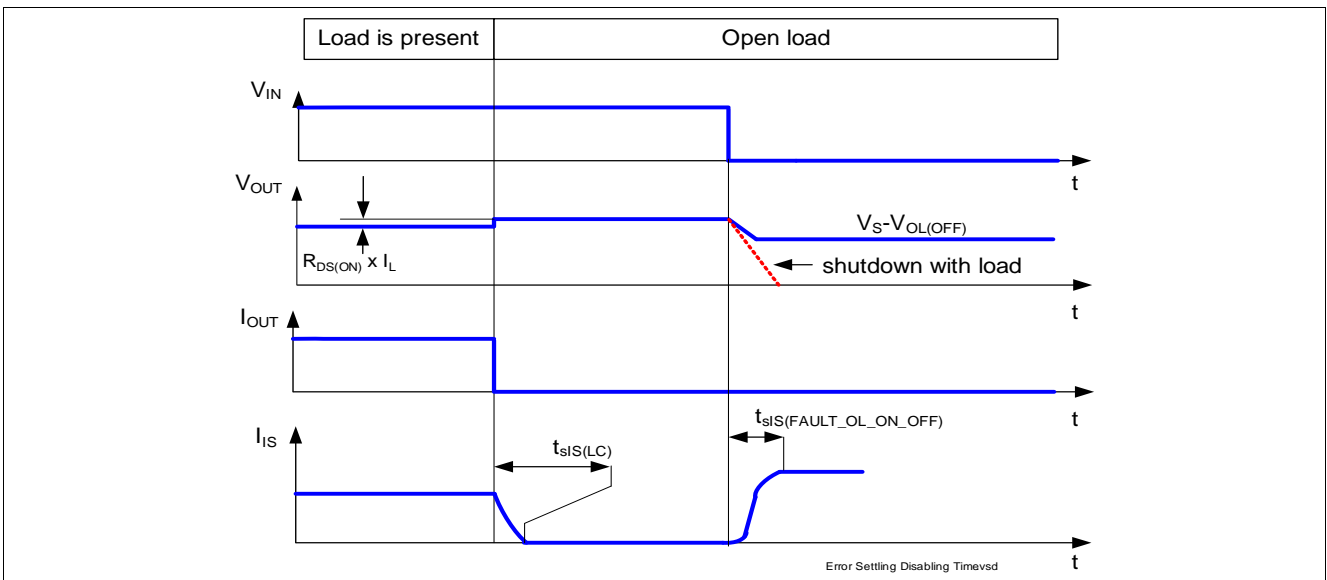 Load is present
Open load
VIN
t
VOUT
RDS(ON) x IL
VS-VOL(OFF)
shutdown with load
t
IOUT
t
IIS
tsIS(LC)
tsIS(FAULT_OL_ON_OFF)
t
Error Settling Disabling Timevsd